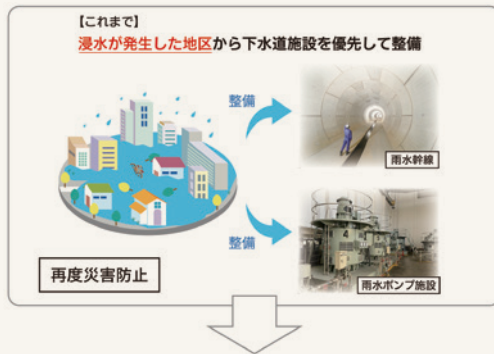 【これまで】
浸水が発生した地区から下水道施設を優先して整備
整備
雨水幹線
整備
4
再度災害防止
雨水ポンプ施設